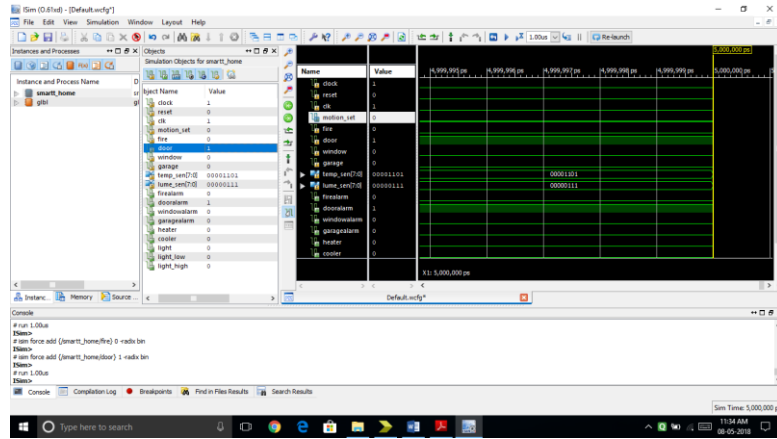 ISim (O.61xd) - [Default.wcfg*]
File Edit View Simulation Window Layout Help
1.00us Re-launch
Instances and Processes
Instance and Process Name D
smartt_home sr
glbl gl
Instanc... Memory Source ...
Objects
Simulation Objects for smartt_home
bject Name Value
clock 1
reset 0
clk 1
motion_set 0
fire 0
door 1
window 0
garage 0
temp_sen[7:0] 00001101
lume_sen[7:0] 00000111
firealarm 0
dooralarm 1
windowalarm 0
garagealarm 0
heater 0
cooler 0
light 0
light_low 0
light_high 0
Name Value
clock 1
reset 0
clk 1
motion_set 0
fire 0
door 1
window 0
garage 0
temp_sen[7:0] 00001101
lume_sen[7:0] 00000111
firealarm 0
dooralarm 1
windowalarm 0
garagealarm 0
heater 0
cooler 0
5,000,000 ps
4,999,995 ps 4,999,996 ps 4,999,997 ps 4,999,998 ps 4,999,999 ps 5,000,000 ps
00001101
00000111
X1: 5,000,000 ps
Default.wcfg*
Console
# run 1.00us
ISim>
# isim force add {/smartt_home/fire} 0 -radix bin
ISim>
# isim force add {/smartt_home/door} 1 -radix bin
ISim>
# run 1.00us
ISim>
Console Compilation Log Breakpoints Find in Files Results Search Results
Sim Time: 5,000,000 p
Type here to search
11:34 AM
08-05-2018